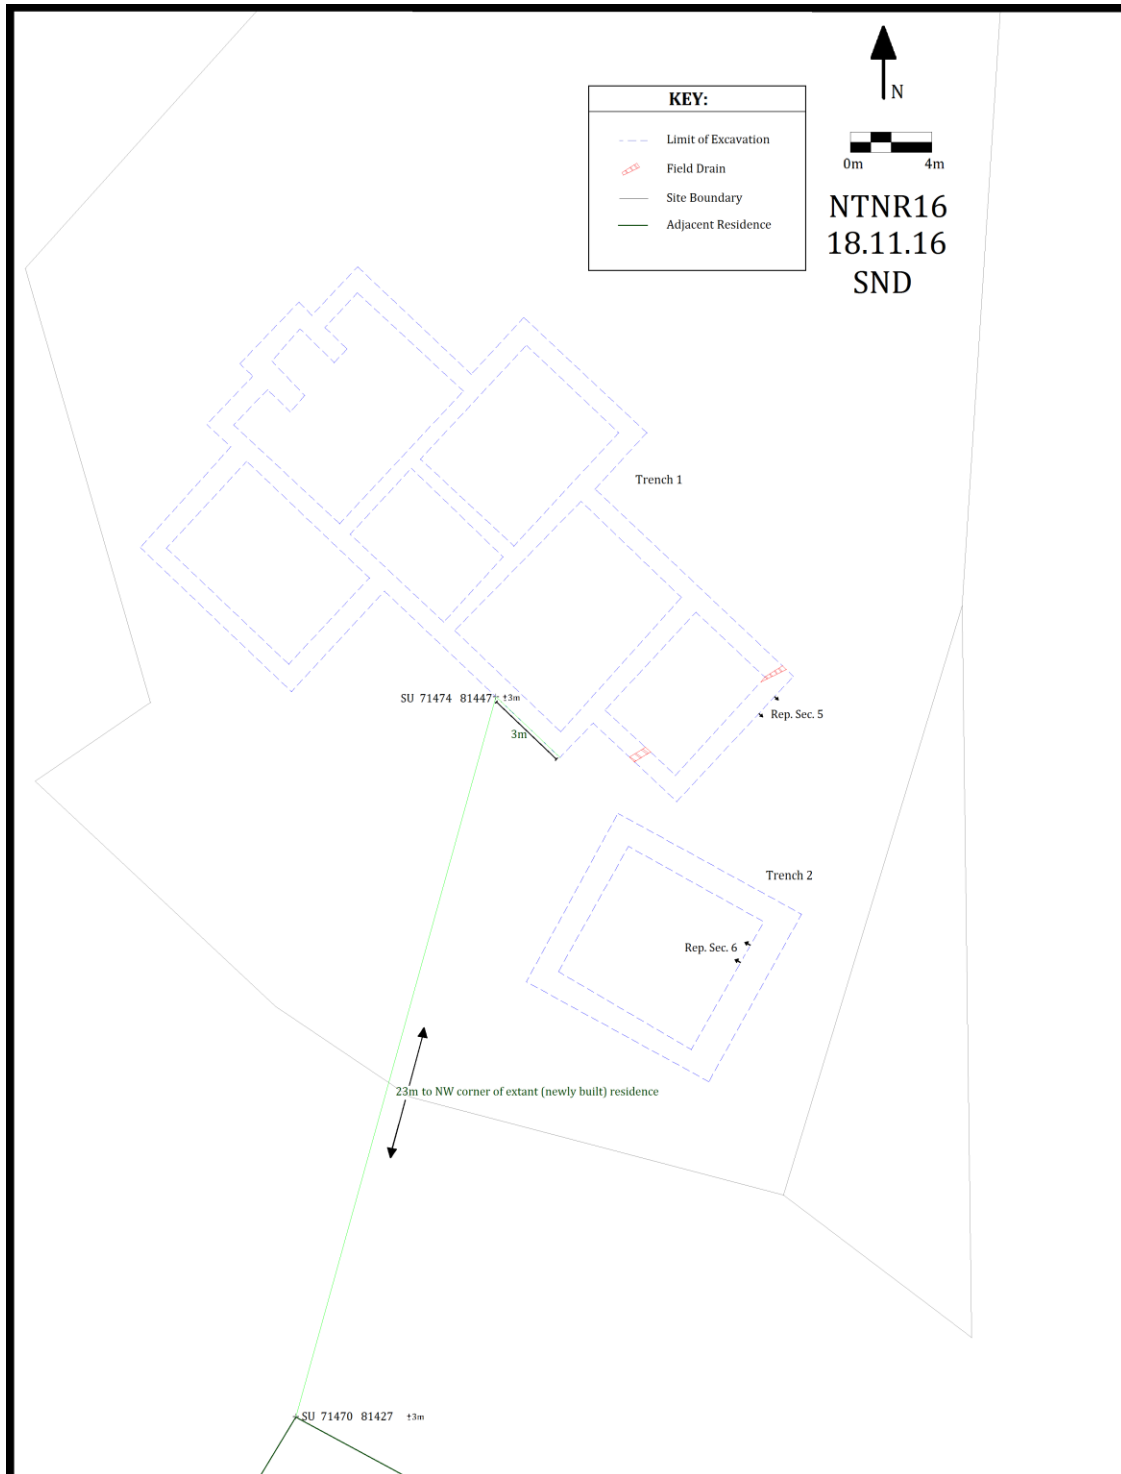 N
KEY:
Limit of Excavation
Field Drain
Site Boundary
Adjacent Residence
0m 4m
NTNR16
18.11.16
SND
Trench 1
SU 71474 81447 ±3m
3m
Rep. Sec. 5
Trench 2
Rep. Sec. 6
23m to NW corner of extant (newly built) residence
SU 71470 81427 ±3m